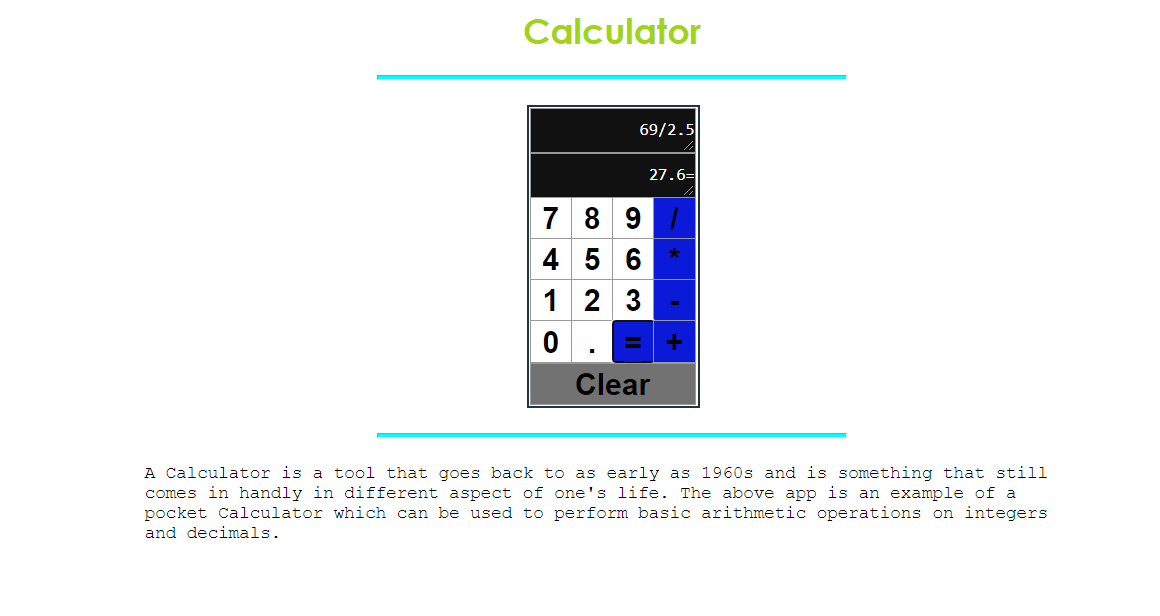 Calculator
69/2.5
27.6=
7 8 9 /
4 5 6 *
1 2 3 -
0 . = +
Clear
A Calculator is a tool that goes back to as early as 1960s and is something that still
comes in handly in different aspect of one's life. The above app is an example of a
pocket Calculator which can be used to perform basic arithmetic operations on integers
and decimals.